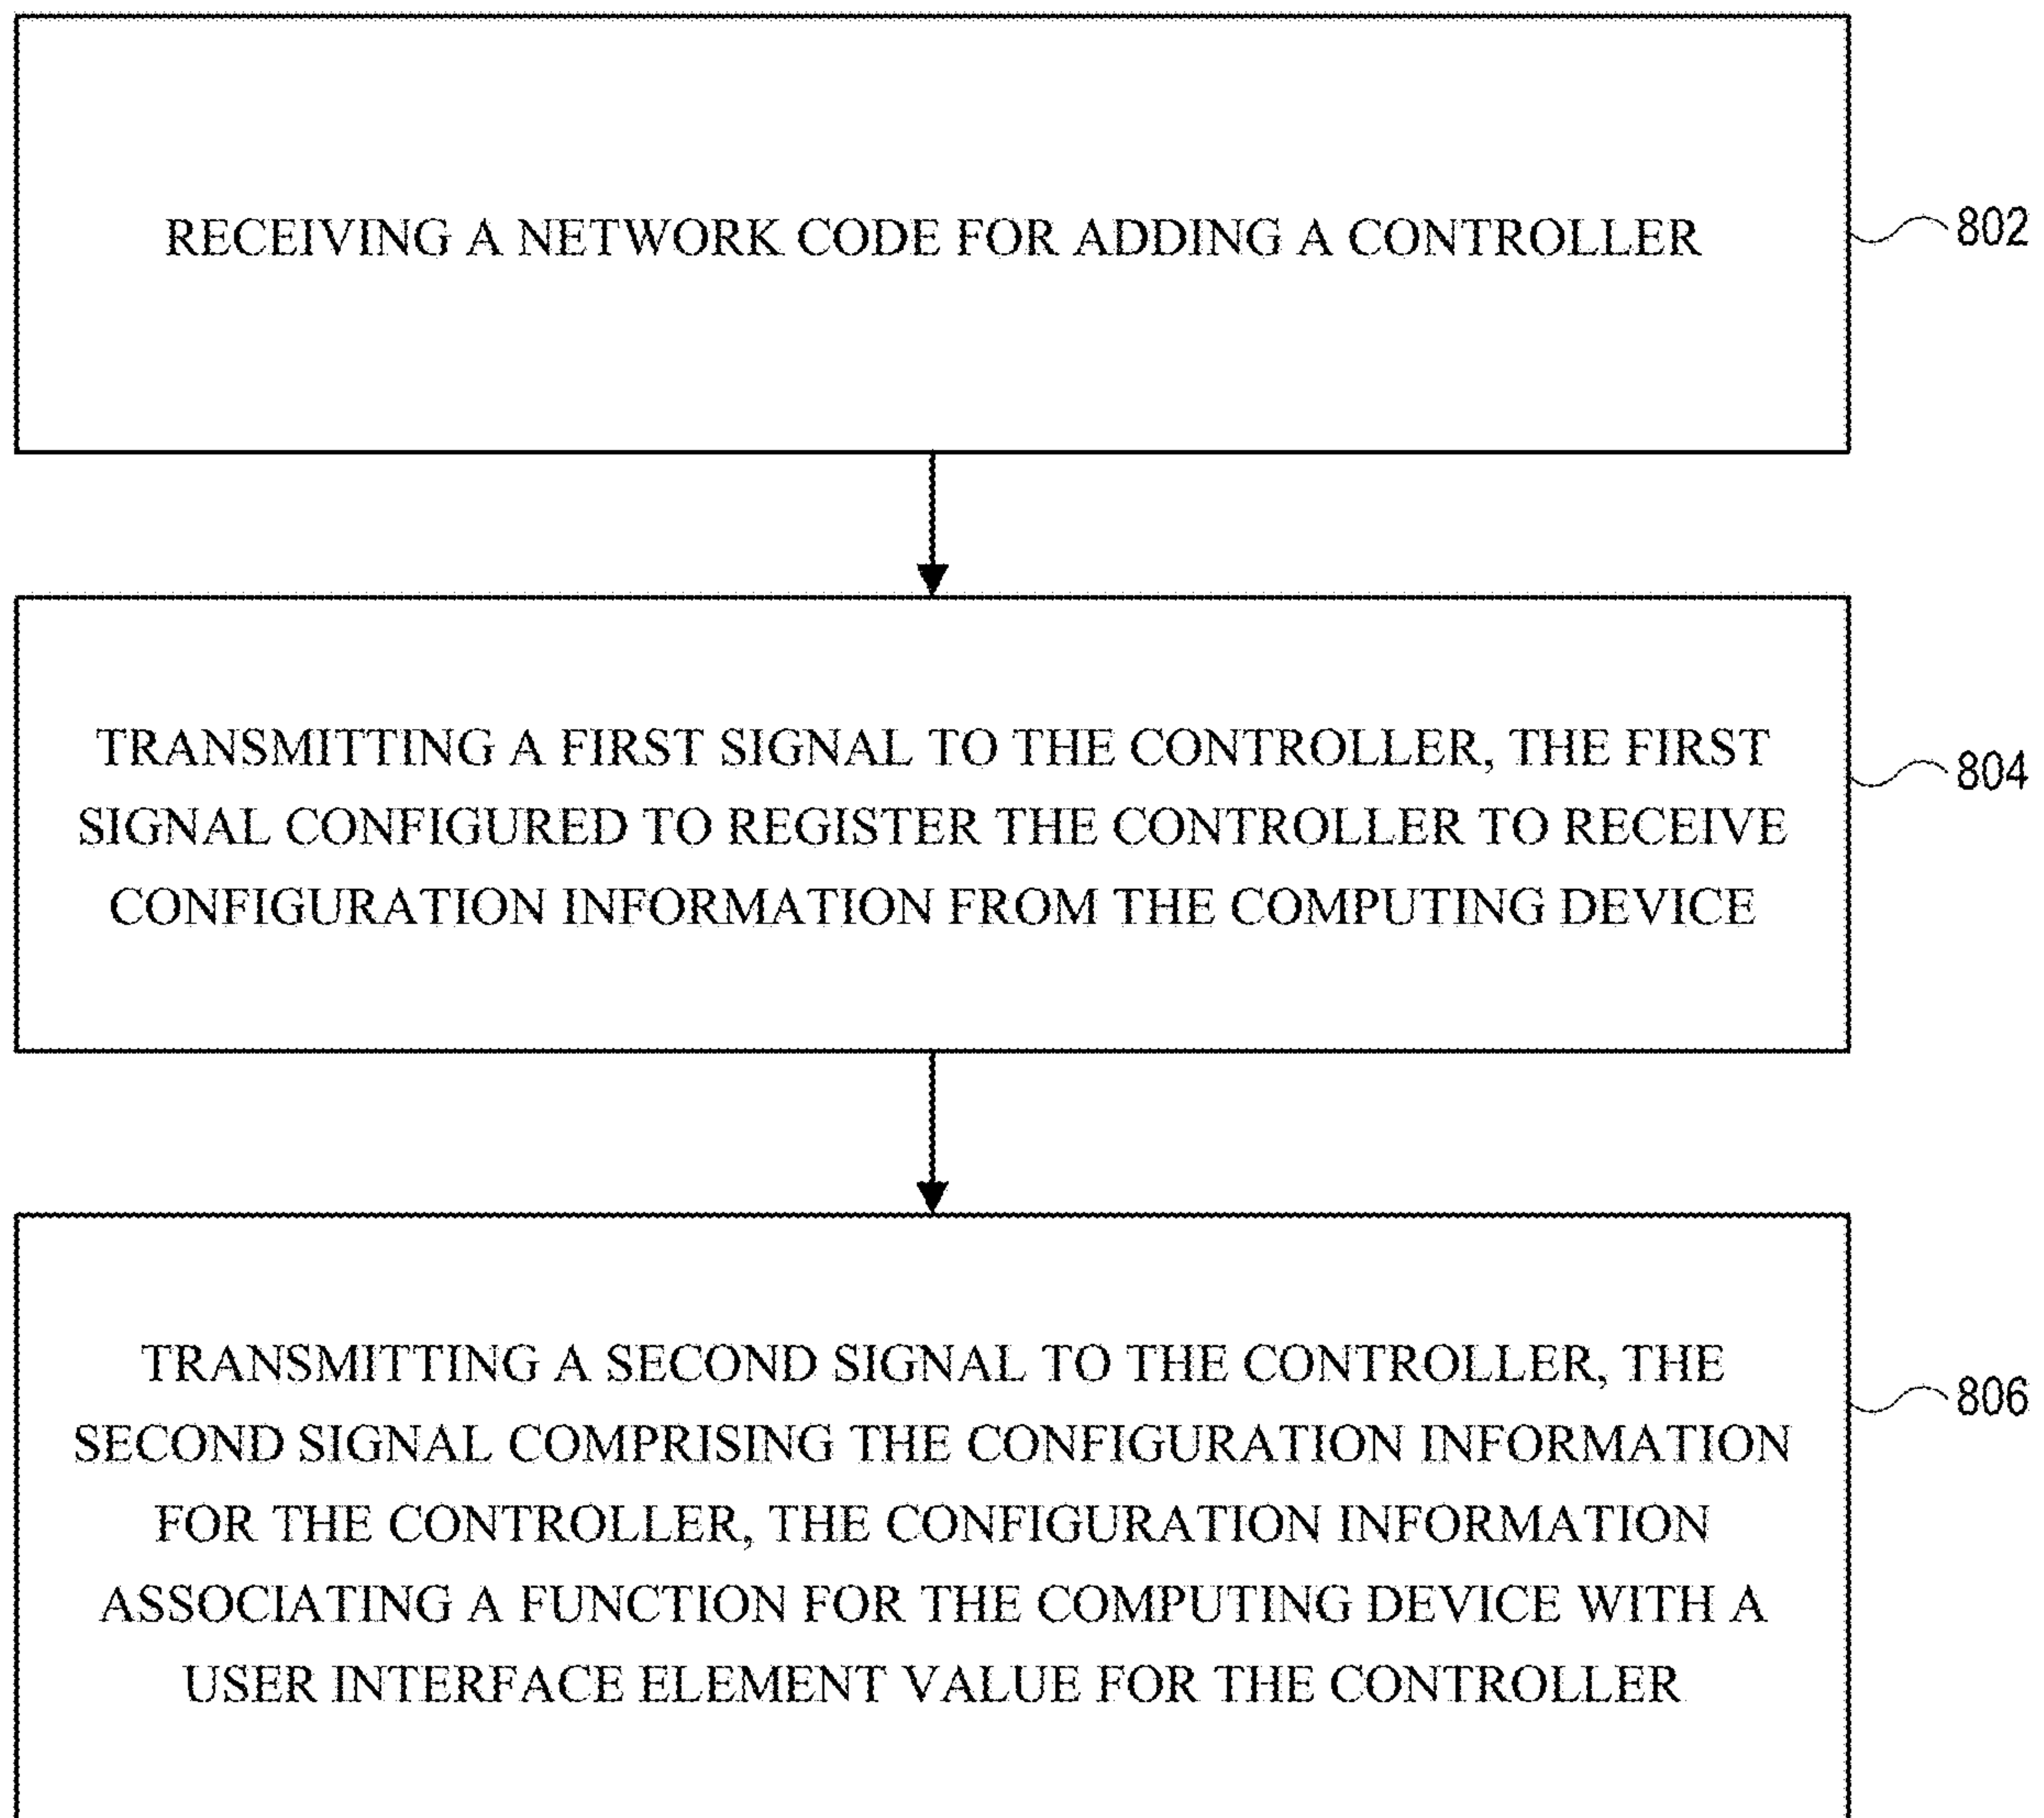 RECEIVING A NETWORK CODE FOR ADDING A CONTROLLER
802
TRANSMITTING A FIRST SIGNAL TO THE CONTROLLER, THE FIRST
SIGNAL CONFIGURED TO REGISTER THE CONTROLLER TO RECEIVE
CONFIGURATION INFORMATION FROM THE COMPUTING DEVICE
804
TRANSMITTING A SECOND SIGNAL TO THE CONTROLLER, THE
SECOND SIGNAL COMPRISING THE CONFIGURATION INFORMATION
FOR THE CONTROLLER, THE CONFIGURATION INFORMATION
ASSOCIATING A FUNCTION FOR THE COMPUTING DEVICE WITH A
USER INTERFACE ELEMENT VALUE FOR THE CONTROLLER
806